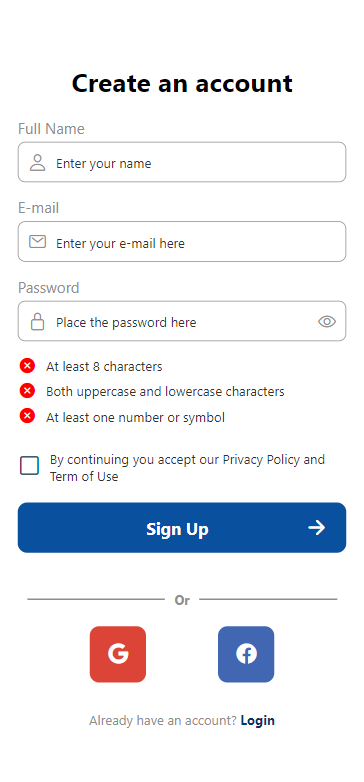 Create an account
Full Name
Enter your name
E-mail
Enter your e-mail here
Password
Place the password here
At least 8 characters
Both uppercase and lowercase characters
At least one number or symbol
By continuing you accept our Privacy Policy and
Term of Use
Sign Up
Or
Already have an account? Login